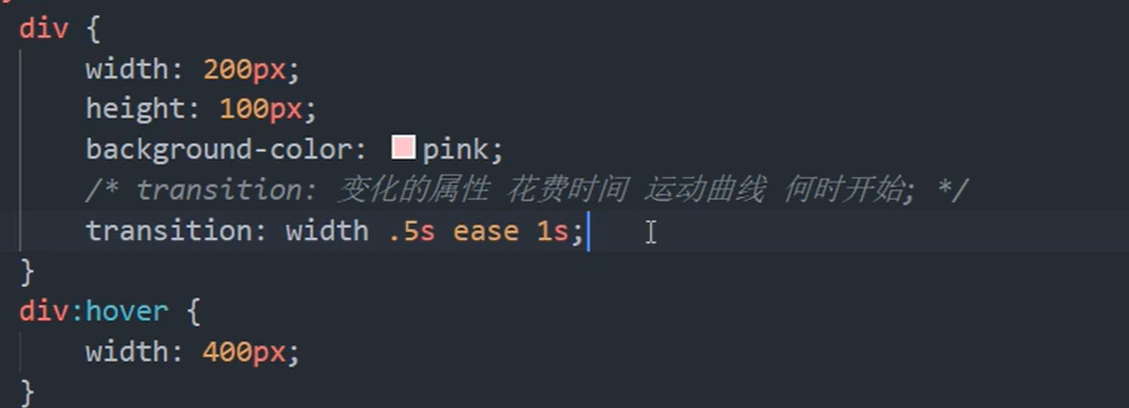 div {
width: 200px;
height: 100px;
background-color: pink;
/* transition: 变化的属性 花费时间 运动曲线 何时开始; */
transition: width .5s ease 1s;
}
div:hover {
width: 400px;
}